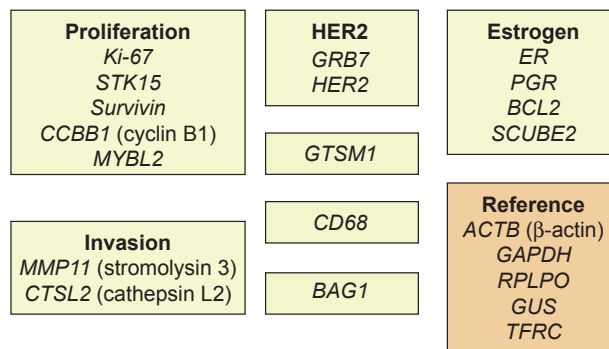 Proliferation
Ki-67
STK15
Survivin
CCBB1 (cyclin B1)
MYBL2
HER2
GRB7
HER2
Estrogen
ER
PGR
BCL2
SCUBE2
GTSM1
CD68
BAG1
Invasion
MMP11 (stromolysin 3)
CTSL2 (cathepsin L2)
Reference
ACTB (β-actin)
GAPDH
RPLPO
GUS
TFRC